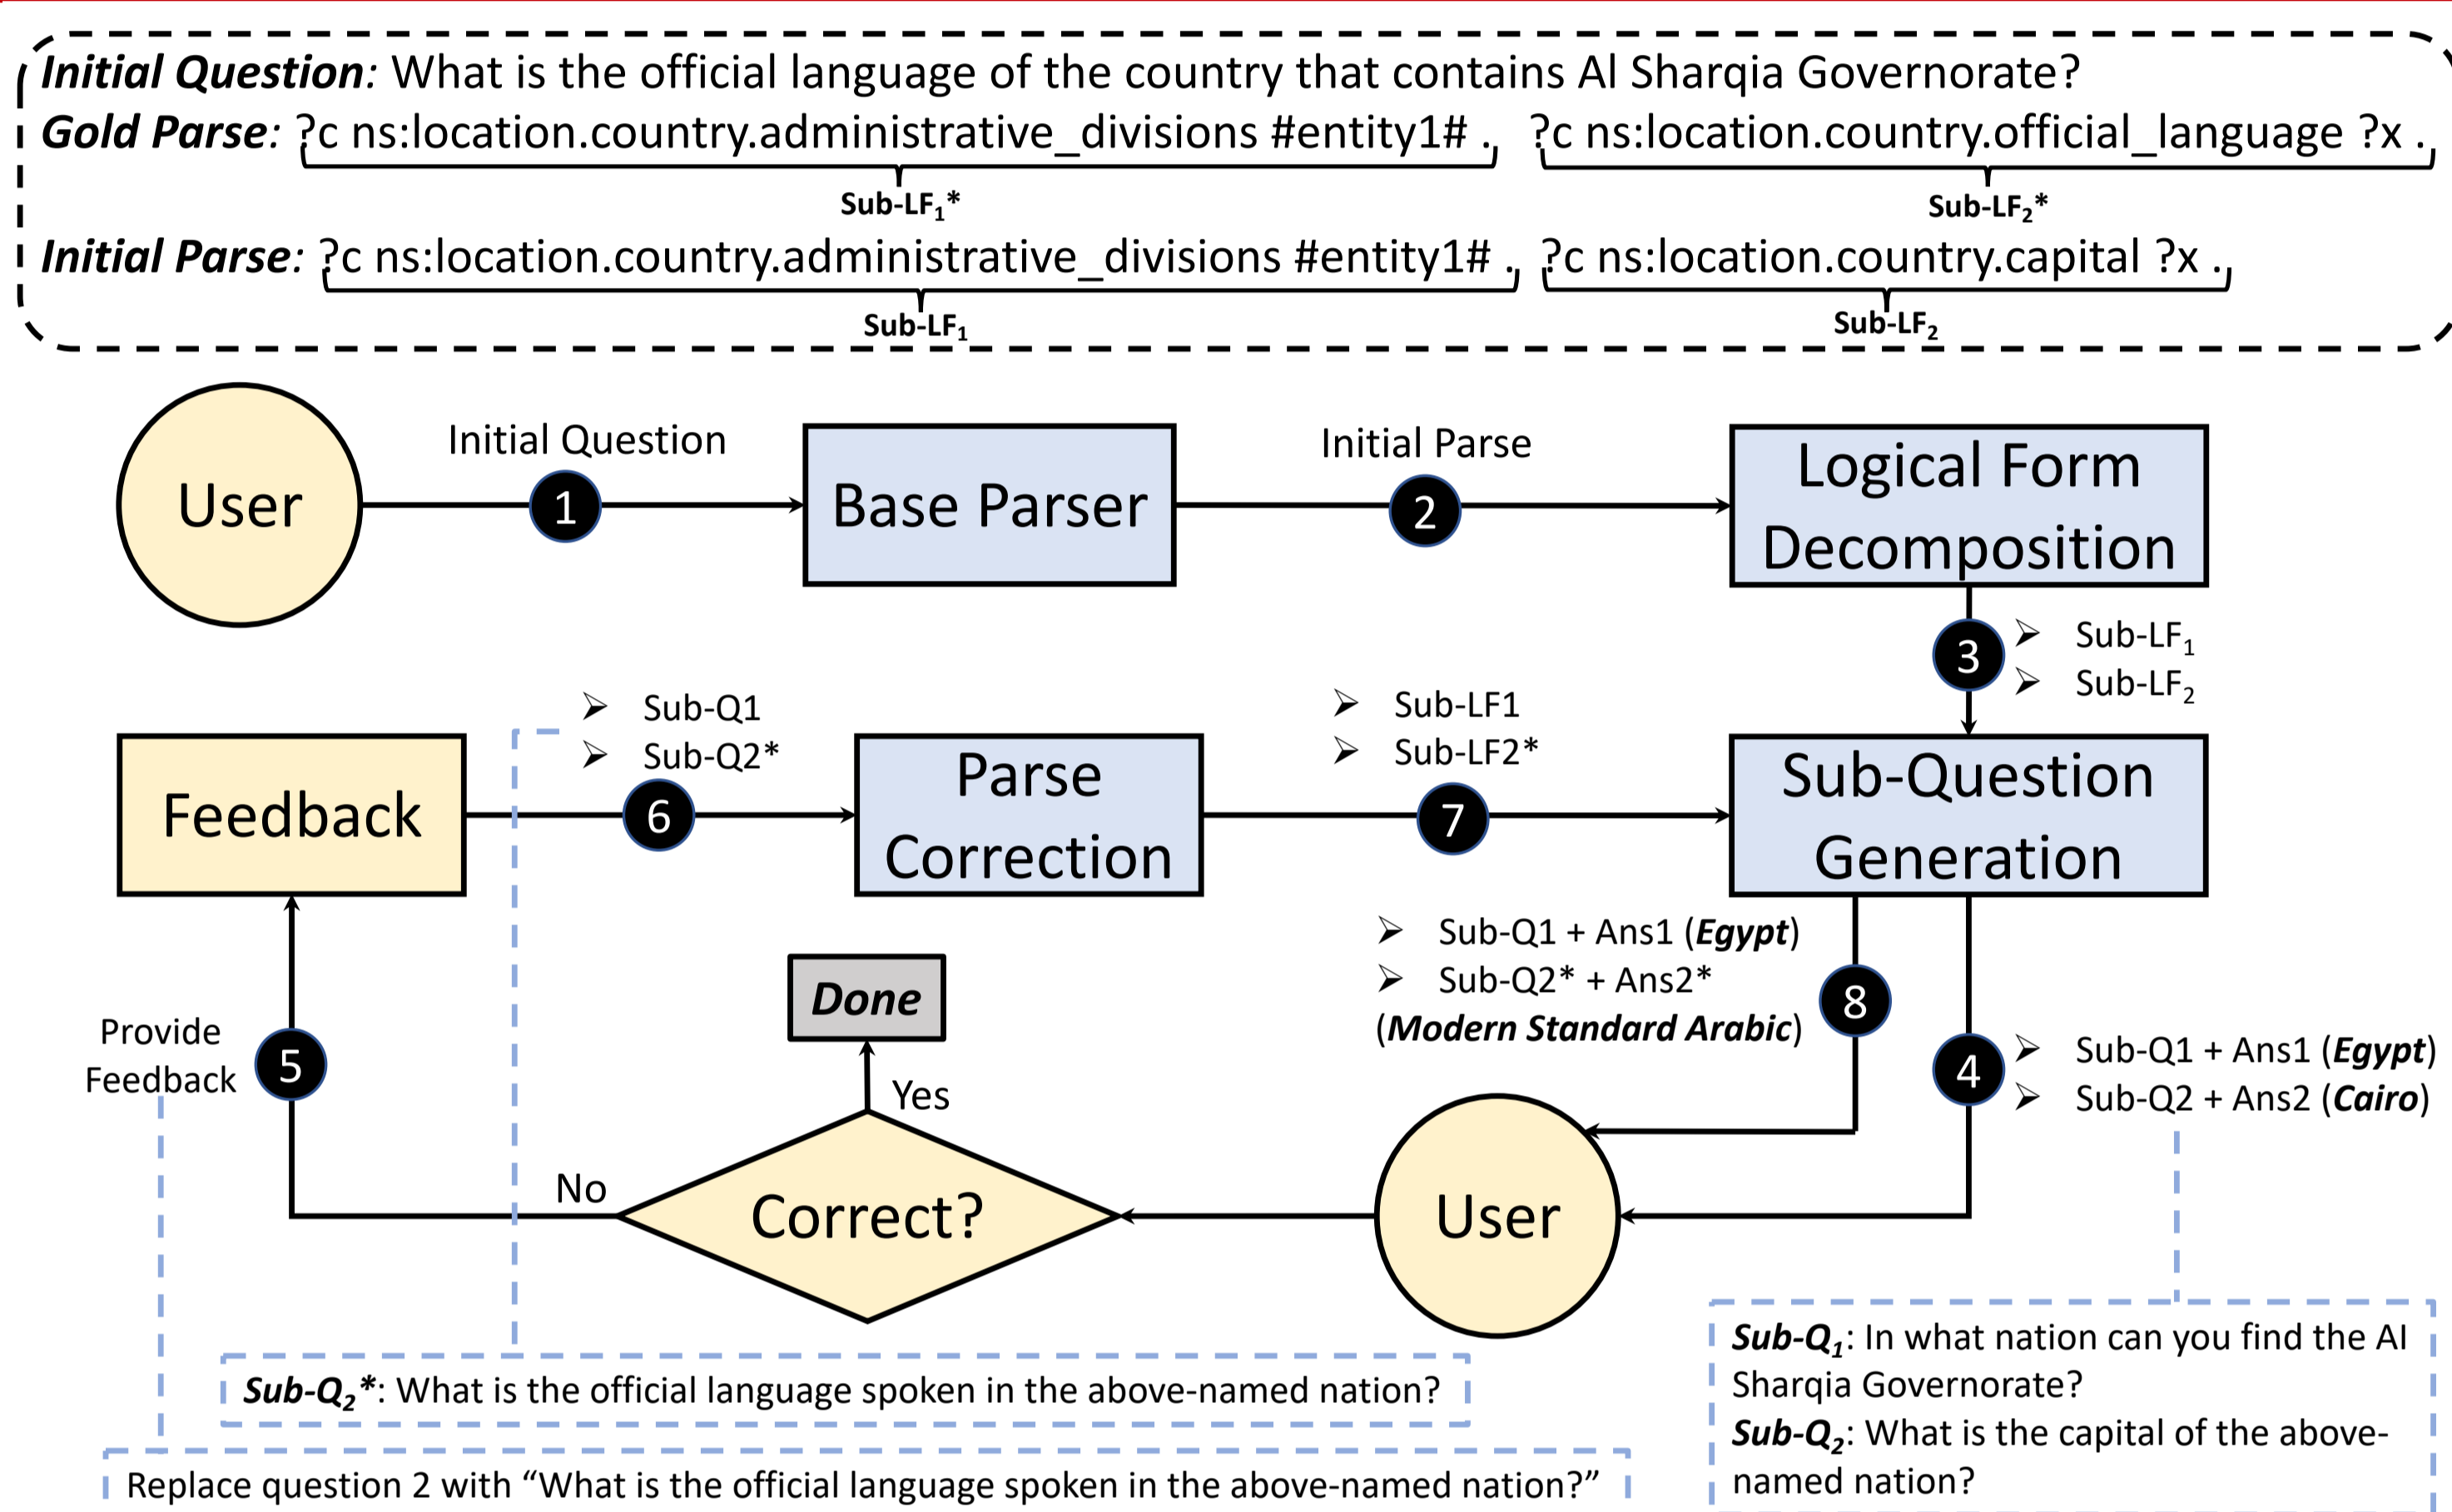 Initial Question: What is the official language of the country that contains Al Sharqia Governorate?
Gold Parse: ?c ns:location.country.administrative_divisions #entity1# . ?c ns:location.country.official_language ?x .
Sub-LF1* Sub-LF2*
Initial Parse: ?c ns:location.country.administrative_divisions #entity1# . ?c ns:location.country.capital ?x .
Sub-LF1 Sub-LF2
User
Initial Question
1
Base Parser
Initial Parse
2
Logical Form
Decomposition
3
Sub-LF1
Sub-LF2
Feedback
Sub-Q1
Sub-Q2*
6
Parse
Correction
Sub-LF1
Sub-LF2*
7
Sub-Question
Generation
Sub-Q1 + Ans1 (Egypt)
Sub-Q2* + Ans2*
(Modern Standard Arabic)
8
4
Sub-Q1 + Ans1 (Egypt)
Sub-Q2 + Ans2 (Cairo)
Provide
Feedback
5
Done
Yes
No
Correct?
User
Sub-Q2*: What is the official language spoken in the above-named nation?
Replace question 2 with “What is the official language spoken in the above-named nation?”
Sub-Q1: In what nation can you find the Al
Sharqia Governorate?
Sub-Q2: What is the capital of the above-
named nation?